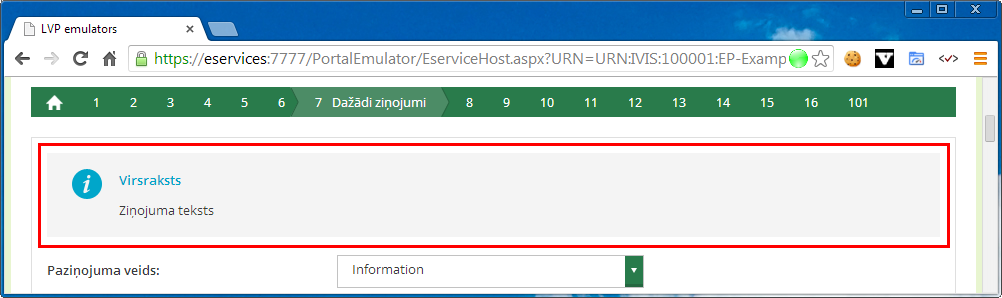 LVP emulators
https://eservices:7777/PortalEmulator/EserviceHost.aspx?URN=URN:IVIS:100001:EP-Examp
1 2 3 4 5 6 7 Dažādi ziņojumi 8 9 10 11 12 13 14 15 16 101
Virsraksts
Ziņojuma teksts
Paziņojuma veids: Information